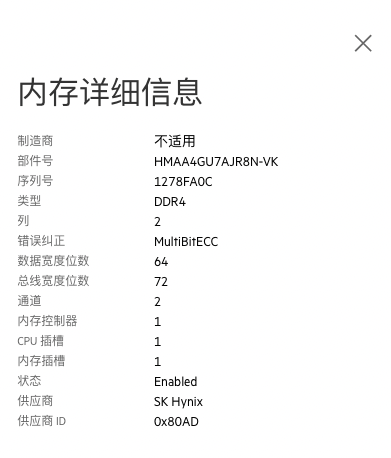 内存详细信息
制造商 不适用
部件号 HMAA4GU7AJR8N-VK
序列号 1278FA0C
类型 DDR4
列 2
错误纠正 MultiBitECC
数据宽度位数 64
总线宽度位数 72
通道 2
内存控制器 1
CPU 插槽 1
内存插槽 1
状态 Enabled
供应商 SK Hynix
供应商 ID 0x80AD